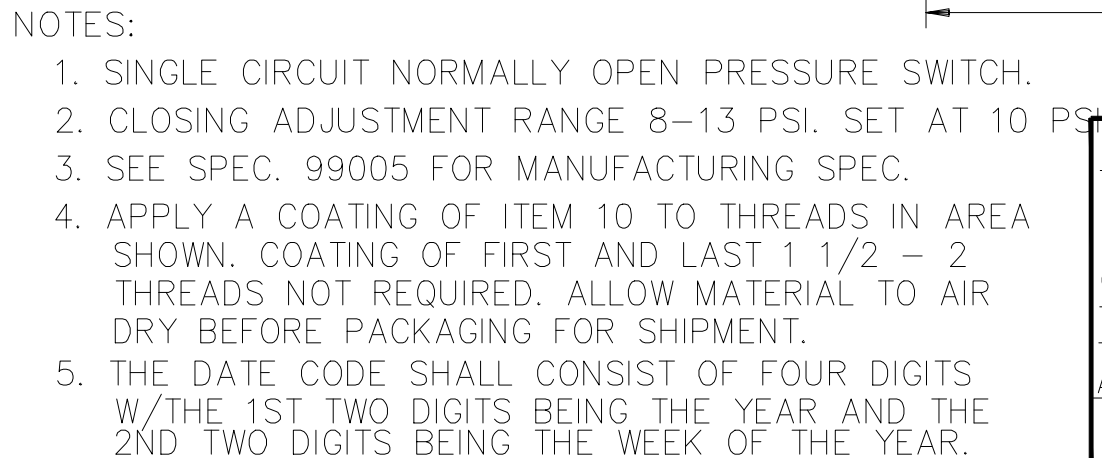 NOTES:
1. SINGLE CIRCUIT NORMALLY OPEN PRESSURE SWITCH.
2. CLOSING ADJUSTMENT RANGE 8-13 PSI. SET AT 10 PSI
3. SEE SPEC. 99005 FOR MANUFACTURING SPEC.
4. APPLY A COATING OF ITEM 10 TO THREADS IN AREA
SHOWN. COATING OF FIRST AND LAST 1 1/2 - 2
THREADS NOT REQUIRED. ALLOW MATERIAL TO AIR
DRY BEFORE PACKAGING FOR SHIPMENT.
5. THE DATE CODE SHALL CONSIST OF FOUR DIGITS
W/THE 1ST TWO DIGITS BEING THE YEAR AND THE
2ND TWO DIGITS BEING THE WEEK OF THE YEAR.